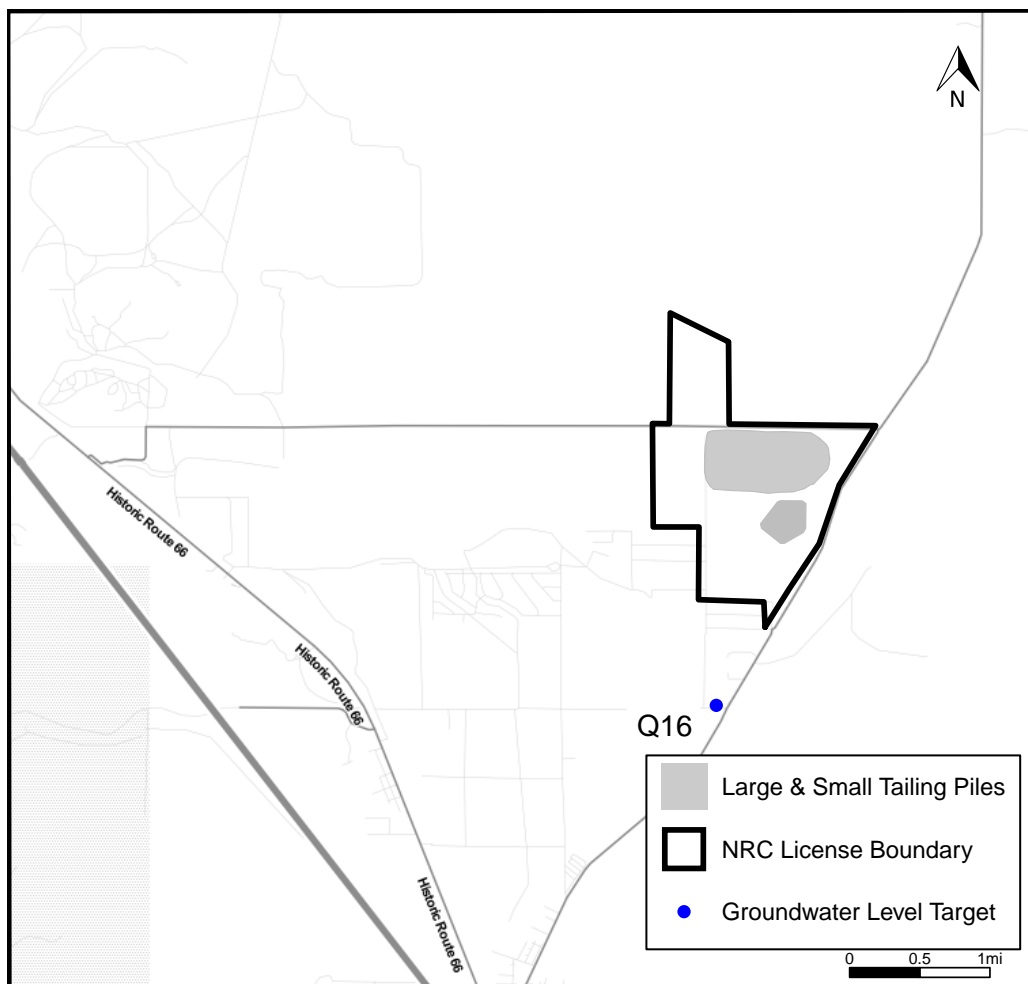 N
Historic Route 66
Historic Route 66
Historic Route 66
Q16
Large & Small Tailing Piles
NRC License Boundary
Groundwater Level Target
0 0.5 1mi